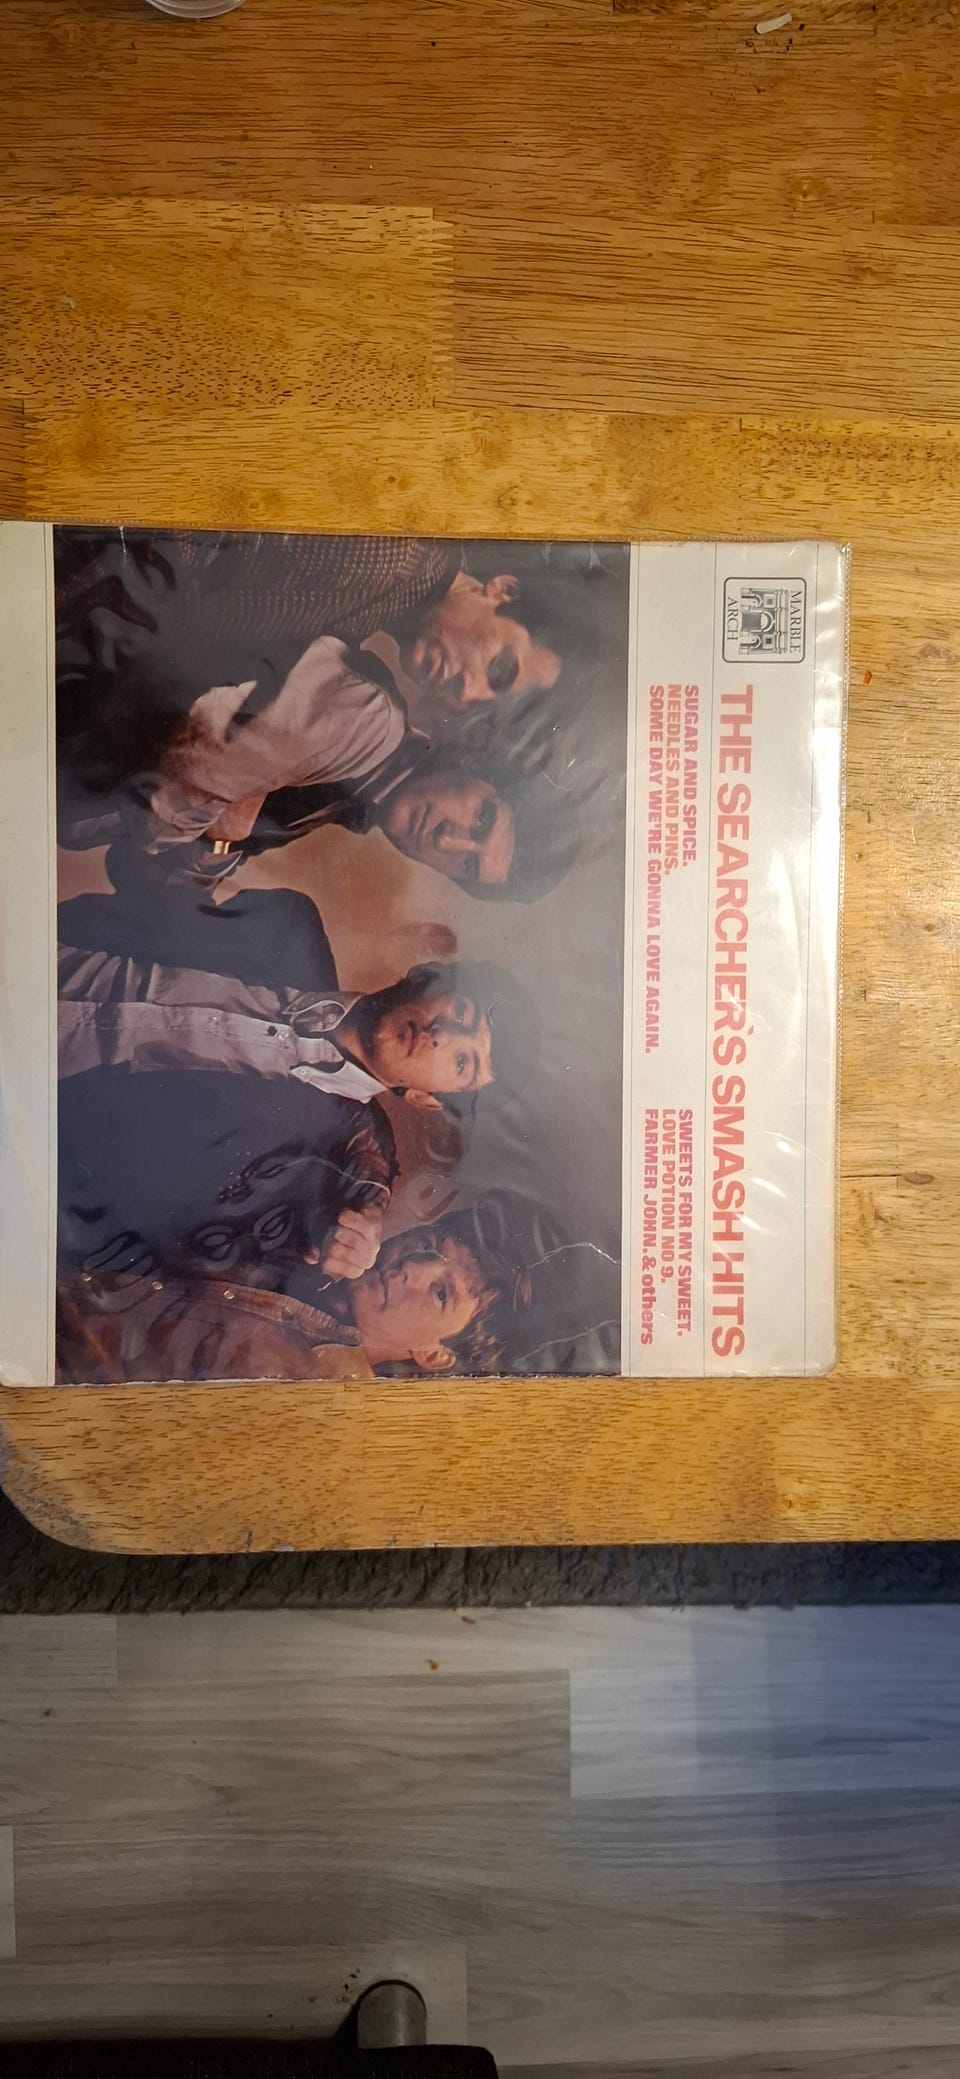 MARBLE
ARCH
THE SEARCHER'S SMASH HITS
SUGAR AND SPICE.
NEEDLES AND PINS.
SOME DAY WE'RE GONNA LOVE AGAIN.
SWEETS FOR MY SWEET.
LOVE POTION NO 9.
FARMER JOHN. & others